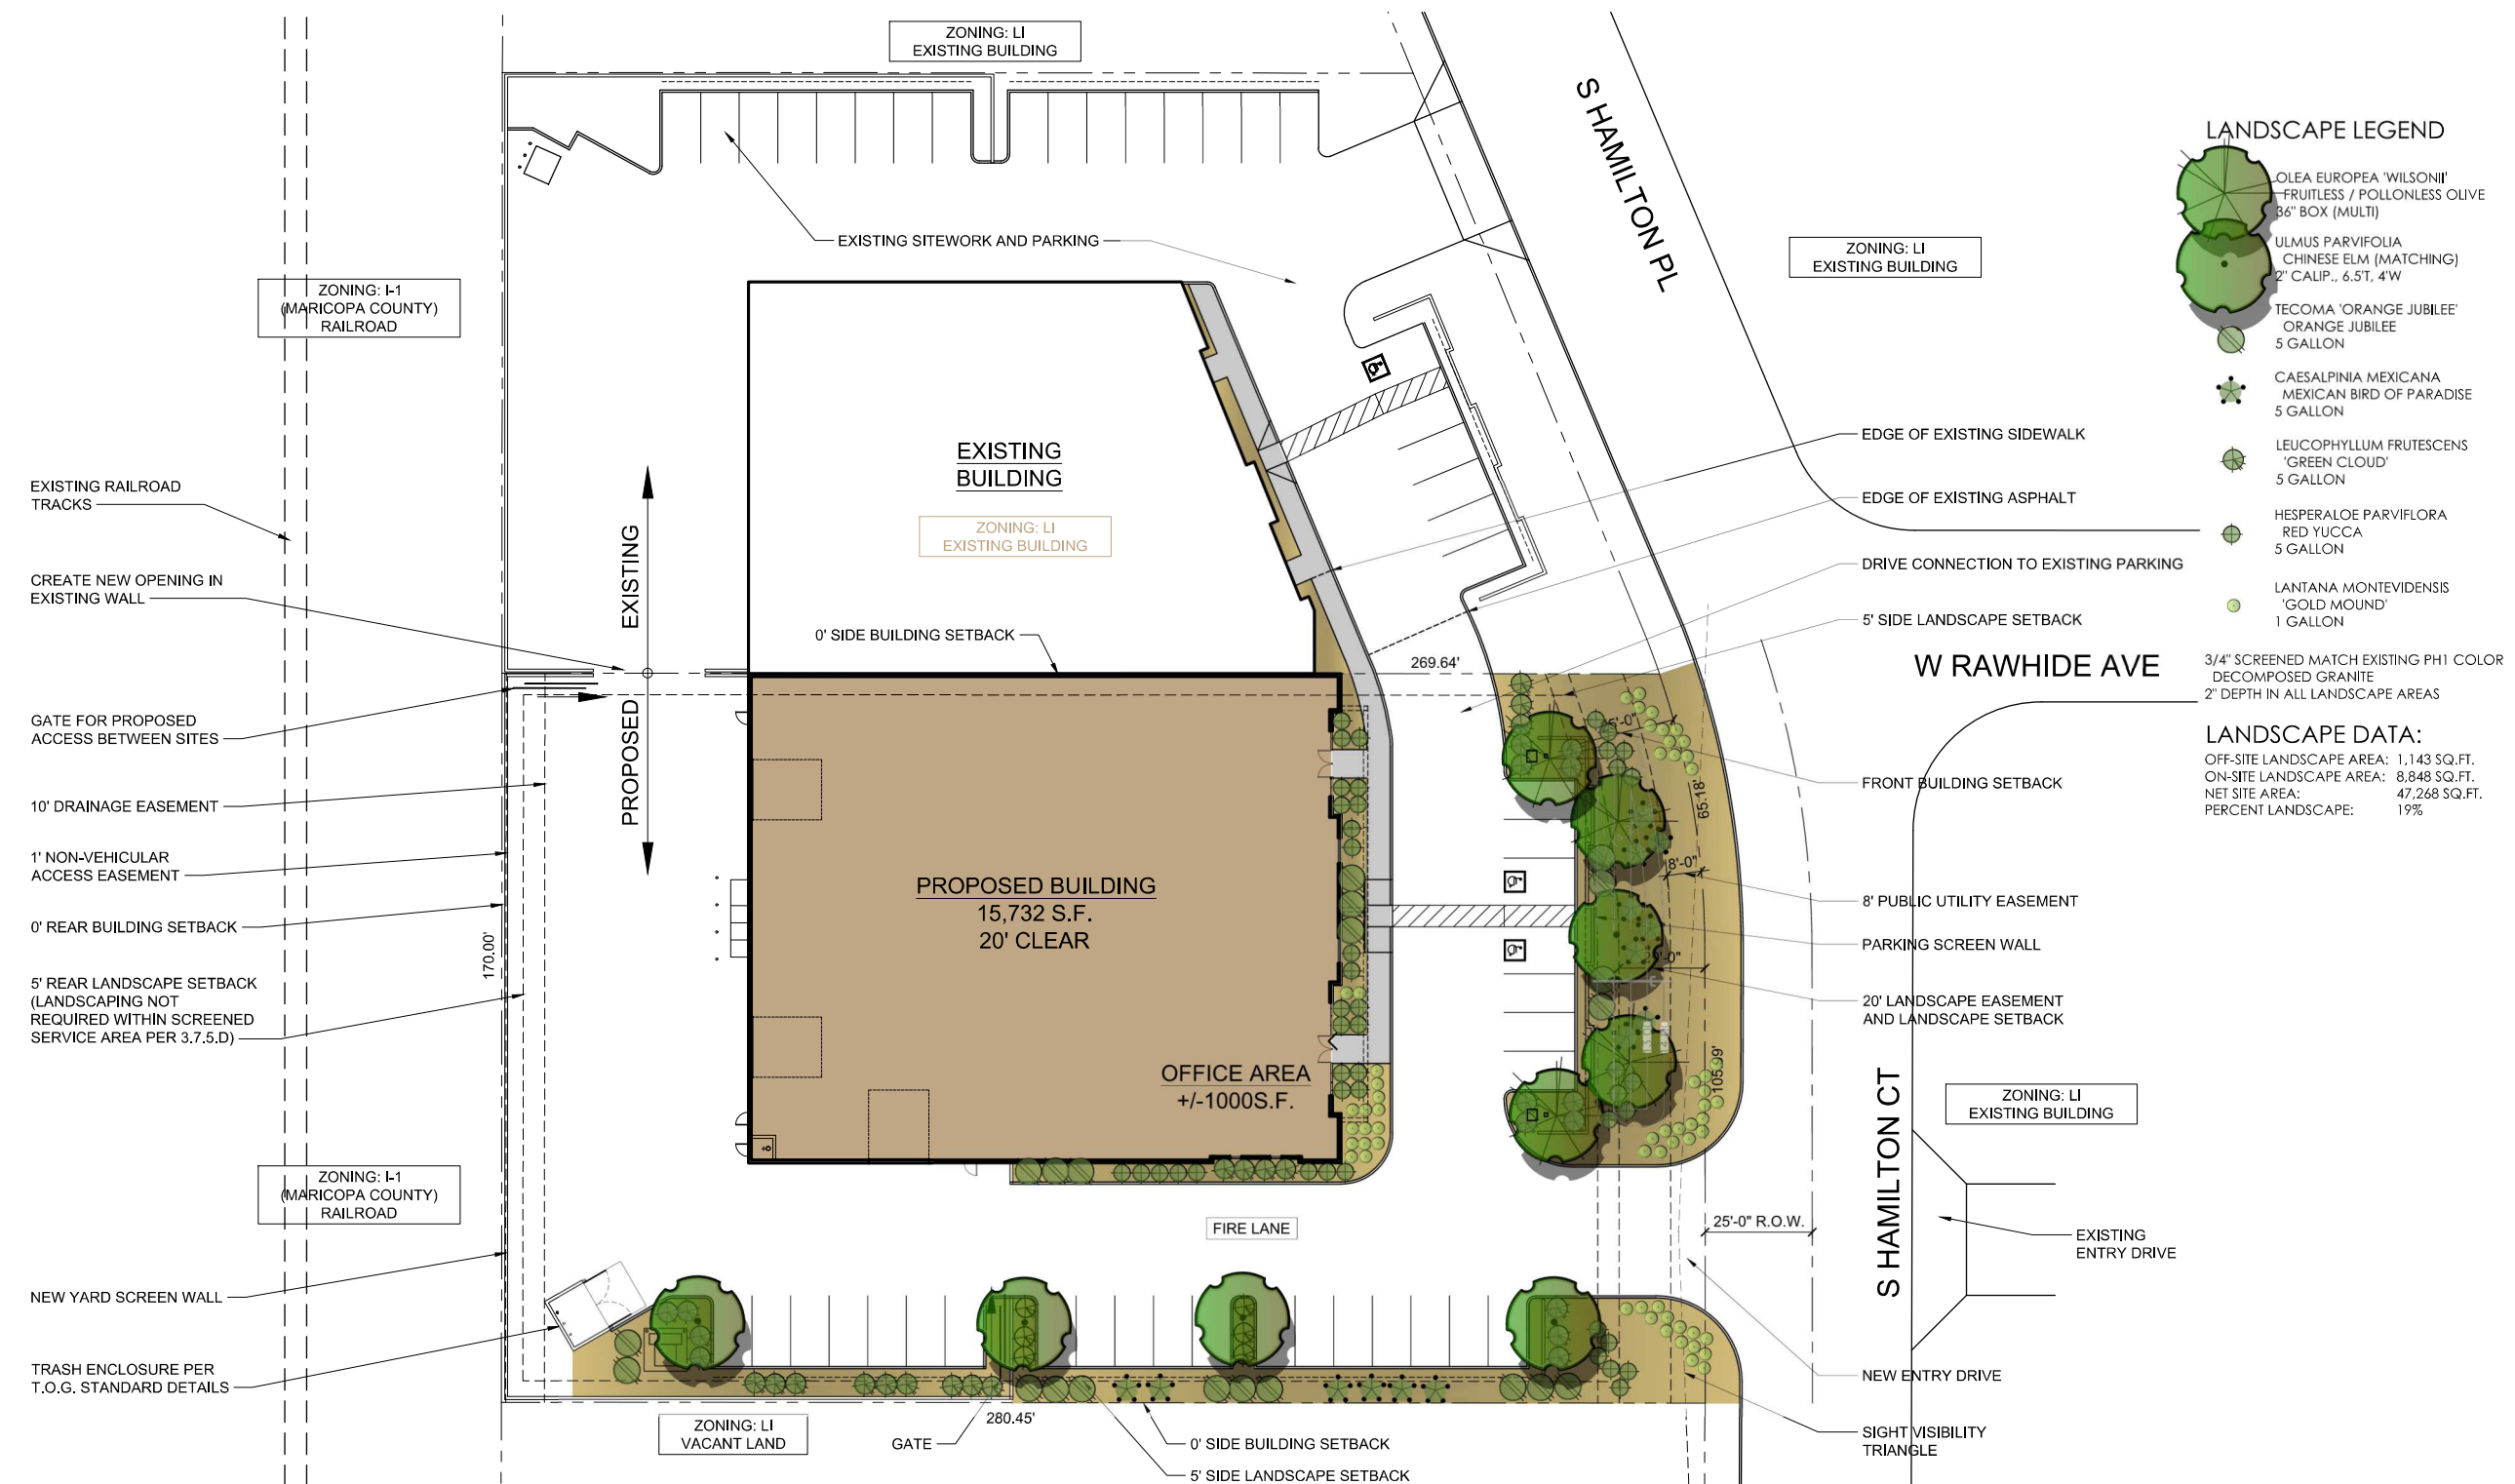 ZONING: LI
EXISTING BUILDING
S HAMILTON PL
LANDSCAPE LEGEND
OLEA EUROPEA 'WILSONII'
FRUITLESS / POLLONLESS OLIVE
36" BOX (MULTI)
ULMUS PARVIFOLIA
CHINESE ELM (MATCHING)
2" CALIP., 6.5'T, 4'W
TECOMA 'ORANGE JUBILEE'
ORANGE JUBILEE
5 GALLON
CAESALPINIA MEXICANA
MEXICAN BIRD OF PARADISE
5 GALLON
LEUCOPHYLLUM FRUTESCENS
'GREEN CLOUD'
5 GALLON
HESPERALOE PARVIFLORA
RED YUCCA
5 GALLON
LANTANA MONTEVIDENSIS
'GOLD MOUND'
1 GALLON
3/4" SCREENED MATCH EXISTING PH1 COLOR
DECOMPOSED GRANITE
2" DEPTH IN ALL LANDSCAPE AREAS
LANDSCAPE DATA:
OFF-SITE LANDSCAPE AREA: 1,143 SQ.FT.
ON-SITE LANDSCAPE AREA: 8,848 SQ.FT.
NET SITE AREA: 47,268 SQ.FT.
PERCENT LANDSCAPE: 19%
EXISTING SITEWORK AND PARKING
ZONING: LI
EXISTING BUILDING
ZONING: I-1
(MARICOPA COUNTY)
RAILROAD
EXISTING
BUILDING
ZONING: LI
EXISTING BUILDING
EXISTING
PROPOSED
0' SIDE BUILDING SETBACK
269.64'
EXISTING RAILROAD
TRACKS
CREATE NEW OPENING IN
EXISTING WALL
GATE FOR PROPOSED
ACCESS BETWEEN SITES
10' DRAINAGE EASEMENT
1' NON-VEHICULAR
ACCESS EASEMENT
0' REAR BUILDING SETBACK
170.00'
5' REAR LANDSCAPE SETBACK
(LANDSCAPING NOT
REQUIRED WITHIN SCREENED
SERVICE AREA PER 3.7.5.D)
ZONING: I-1
(MARICOPA COUNTY)
RAILROAD
NEW YARD SCREEN WALL
TRASH ENCLOSURE PER
T.O.G. STANDARD DETAILS
EDGE OF EXISTING SIDEWALK
EDGE OF EXISTING ASPHALT
DRIVE CONNECTION TO EXISTING PARKING
5' SIDE LANDSCAPE SETBACK
W RAWHIDE AVE
FRONT BUILDING SETBACK
65.18'
8'-0"
8' PUBLIC UTILITY EASEMENT
PARKING SCREEN WALL
20' LANDSCAPE EASEMENT
AND LANDSCAPE SETBACK
105.99'
PROPOSED BUILDING
15,732 S.F.
20' CLEAR
OFFICE AREA
+/-1000S.F.
FIRE LANE
25'-0" R.O.W.
S HAMILTON CT
ZONING: LI
EXISTING BUILDING
EXISTING
ENTRY DRIVE
NEW ENTRY DRIVE
SIGHT VISIBILITY
TRIANGLE
ZONING: LI
VACANT LAND
280.45'
GATE
0' SIDE BUILDING SETBACK
5' SIDE LANDSCAPE SETBACK